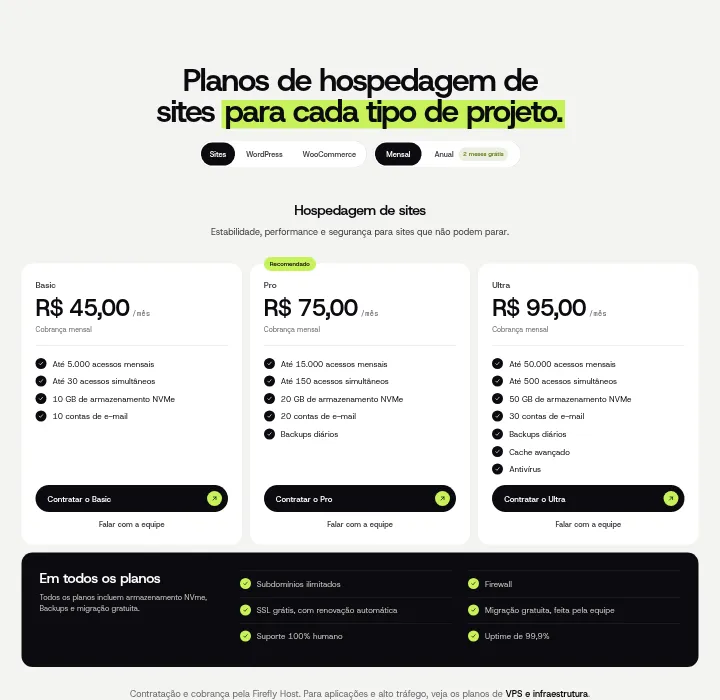 Planos de hospedagem de
sites para cada tipo de projeto.
Sites WordPress WooCommerce Mensal Anual 2 meses grátis
Hospedagem de sites
Estabilidade, performance e segurança para sites que não podem parar.
Basic
R$ 45,00 /mês
Cobrança mensal
Até 5.000 acessos mensais
Até 30 acessos simultâneos
10 GB de armazenamento NVMe
10 contas de e-mail
Contratar o Basic
Falar com a equipe
Recomendado
Pro
R$ 75,00 /mês
Cobrança mensal
Até 15.000 acessos mensais
Até 150 acessos simultâneos
20 GB de armazenamento NVMe
20 contas de e-mail
Backups diários
Contratar o Pro
Falar com a equipe
Ultra
R$ 95,00 /mês
Cobrança mensal
Até 50.000 acessos mensais
Até 500 acessos simultâneos
50 GB de armazenamento NVMe
30 contas de e-mail
Backups diários
Cache avançado
Antivírus
Contratar o Ultra
Falar com a equipe
Em todos os planos
Todos os planos incluem armazenamento NVme,
Backups e migração gratuita.
Subdomínios ilimitados
SSL grátis, com renovação automática
Suporte 100% humano
Firewall
Migração gratuita, feita pela equipe
Uptime de 99,9%
Contratação e cobrança pela Firefly Host. Para aplicações e alto tráfego, veja os planos de VPS e infraestrutura.